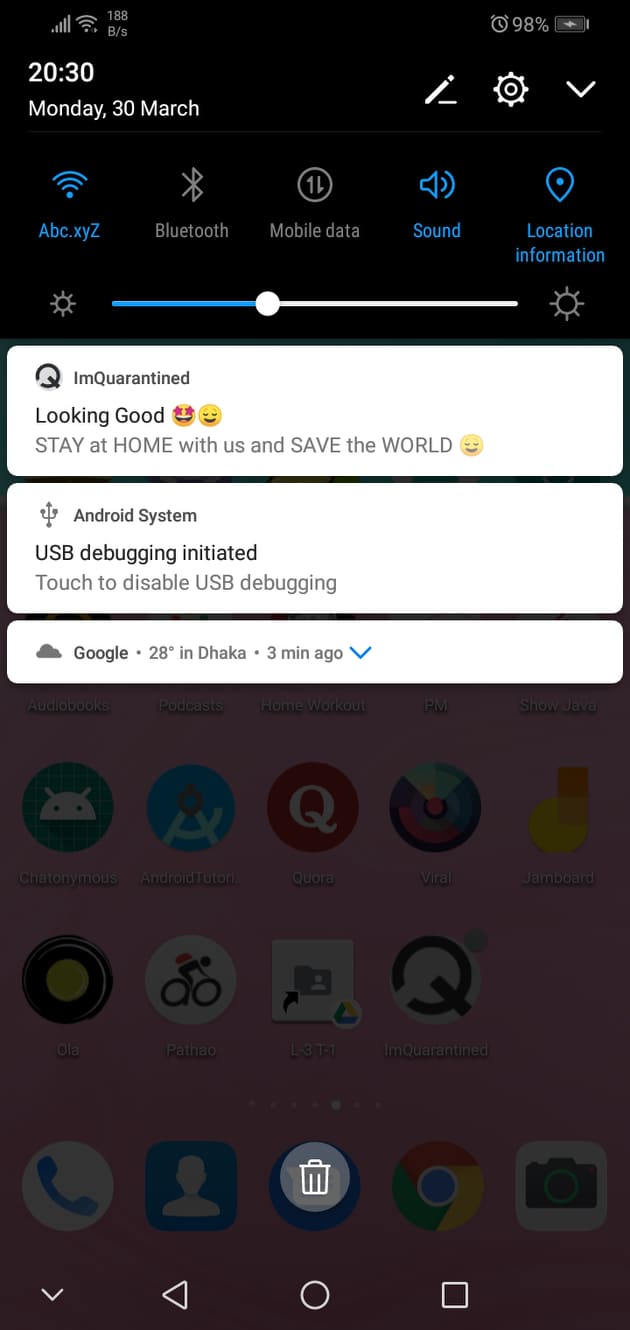 188
B/s
98%
20:30
Monday, 30 March
Abc.xyZ
Bluetooth
Mobile data
Sound
Location
information
ImQuarantined
Looking Good 🤩😌
STAY at HOME with us and SAVE the WORLD 😌
Android System
USB debugging initiated
Touch to disable USB debugging
Google • 28° in Dhaka • 3 min ago
Audiobooks
Podcasts
Home Workout
PM
Show Java
Chatonymous
AndroidTutori..
Quora
Viral
Jamboard
Ola
Pathao
L-3 T-1
ImQuarantined